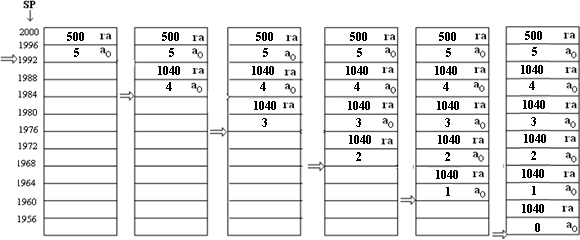 SP
↓
2000 500 ra 500 ra 500 ra 500 ra 500 ra 500 ra
1996 5 a0 5 a0 5 a0 5 a0 5 a0 5 a0
1992 1040 ra 1040 ra 1040 ra 1040 ra 1040 ra
1988 4 a0 4 a0 4 a0 4 a0 4 a0
1984 1040 ra 1040 ra 1040 ra 1040 ra
1980 3 3 a0 3 a0 3 a0
1976 1040 ra 1040 ra 1040 ra
1972 2 2 a0 2 a0
1968 1040 ra 1040 ra
1964 1 a0 1 a0
1960 1040 ra
1956 0 a0